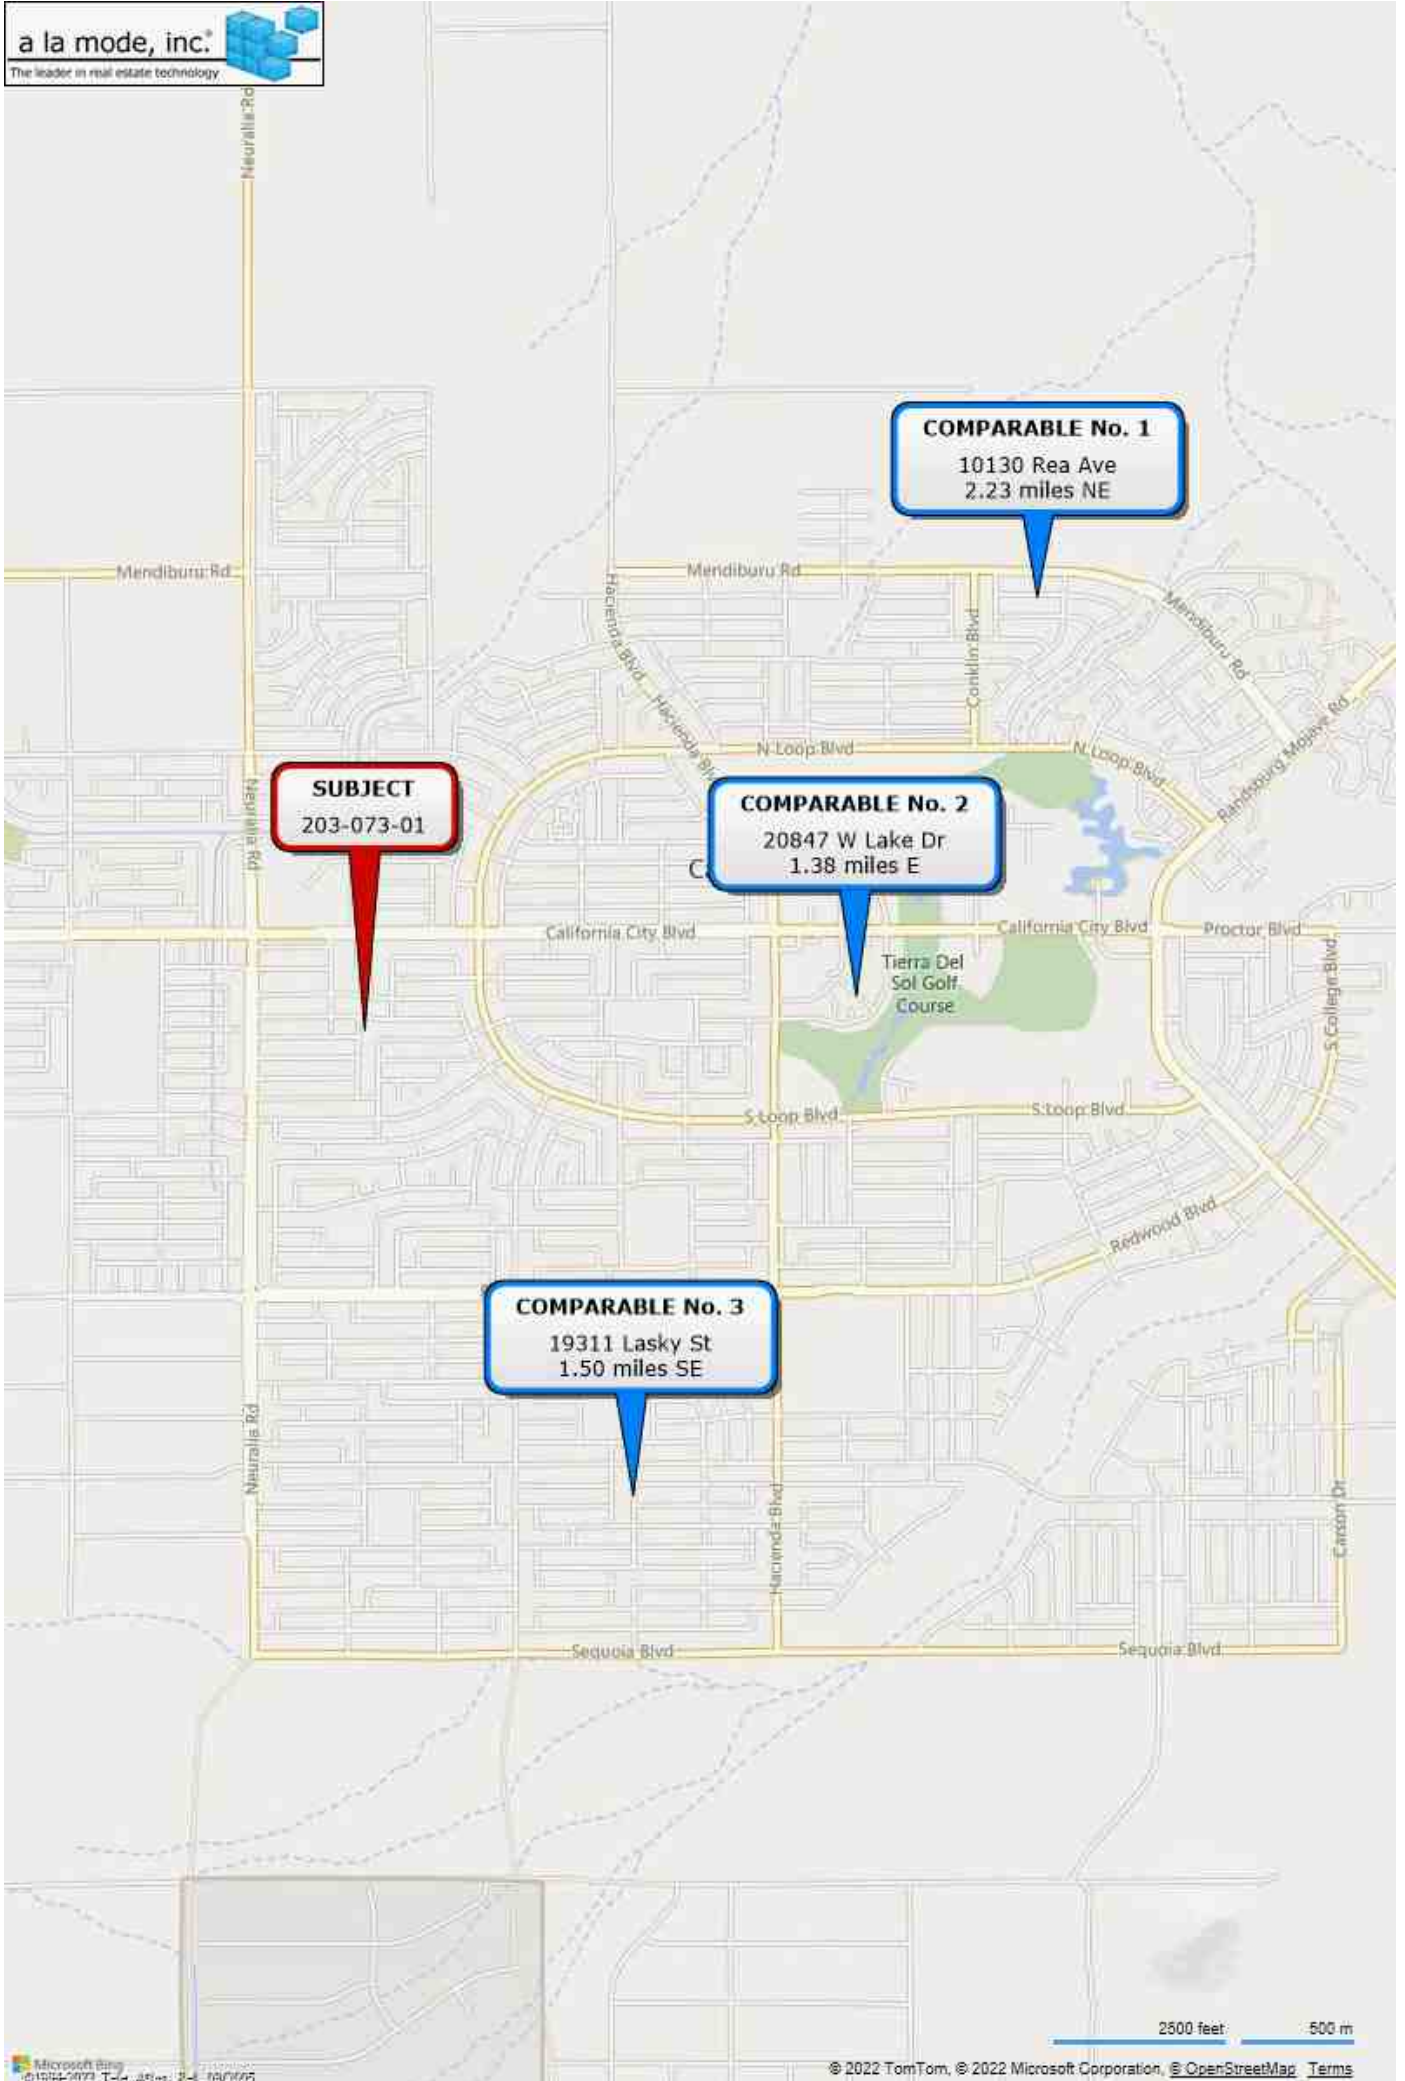 a la mode, inc.
The leader in real estate technology
Neuralia Rd
COMPARABLE No. 1
10130 Rea Ave
2.23 miles NE
Mendiburu Rd
Mendiburu Rd
Hacienda Blvd
Conklin Blvd
Mendiburu Rd
Hacienda Blvd
N Loop Blvd
N Loop Blvd
Randsburg Mojave Rd
SUBJECT
203-073-01
Neuralia Rd
COMPARABLE No. 2
20847 W Lake Dr
1.38 miles E
California City Blvd
California City Blvd
Proctor Blvd
Tierra Del
Sol Golf
Course
S College Blvd
S Loop Blvd
S Loop Blvd
Redwood Blvd
COMPARABLE No. 3
19311 Lasky St
1.50 miles SE
Neuralia Rd
Hacienda Blvd
Carson Dr
Sequoia Blvd
Sequoia Blvd
2500 feet
500 m
Microsoft Bing
© 2022 TomTom, © 2022 Microsoft Corporation, © OpenStreetMap Terms